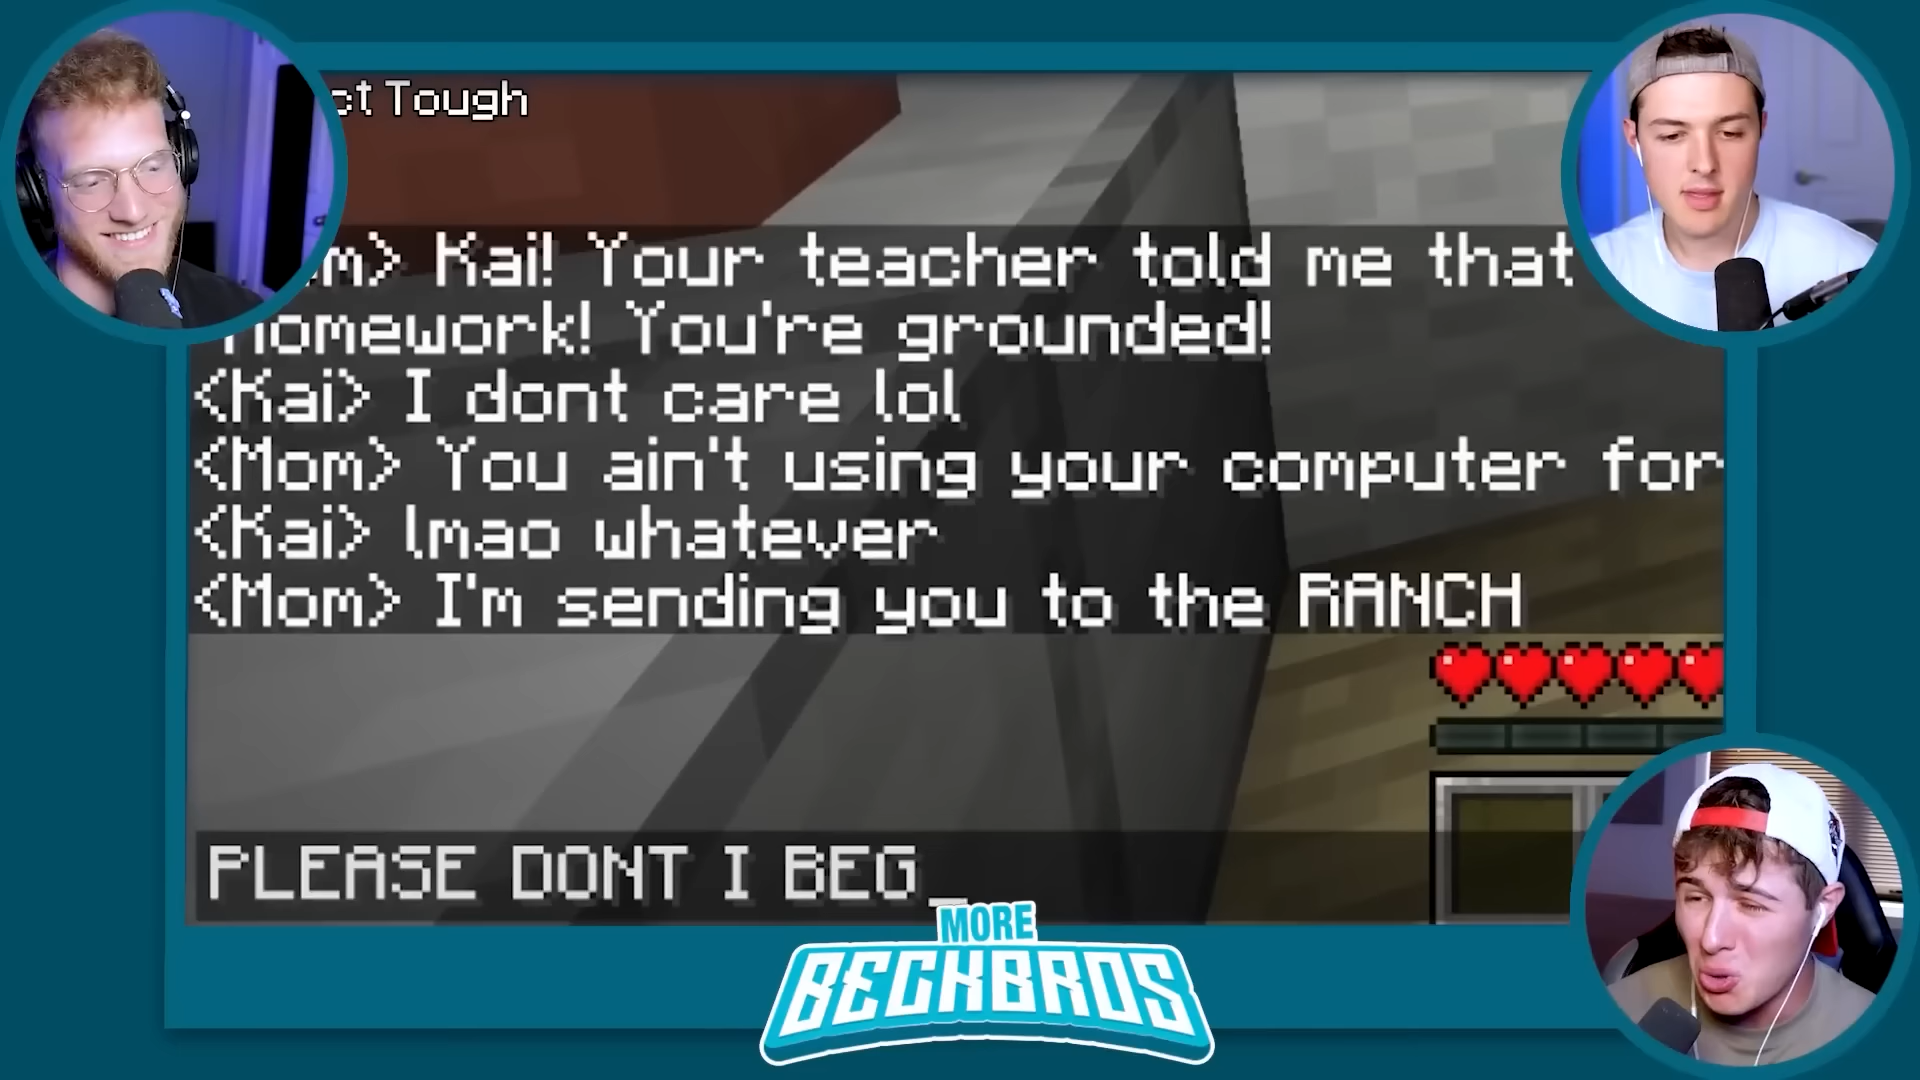 Tough
Kai! Your teacher told me that
homework! You're grounded!
<Kai> I dont care lol
<Mom> You ain't using your computer for
<Kai> lmao whatever
<Mom> I'm sending you to the RANCH
PLEASE DONT I BEG_
MORE
BECKBROS